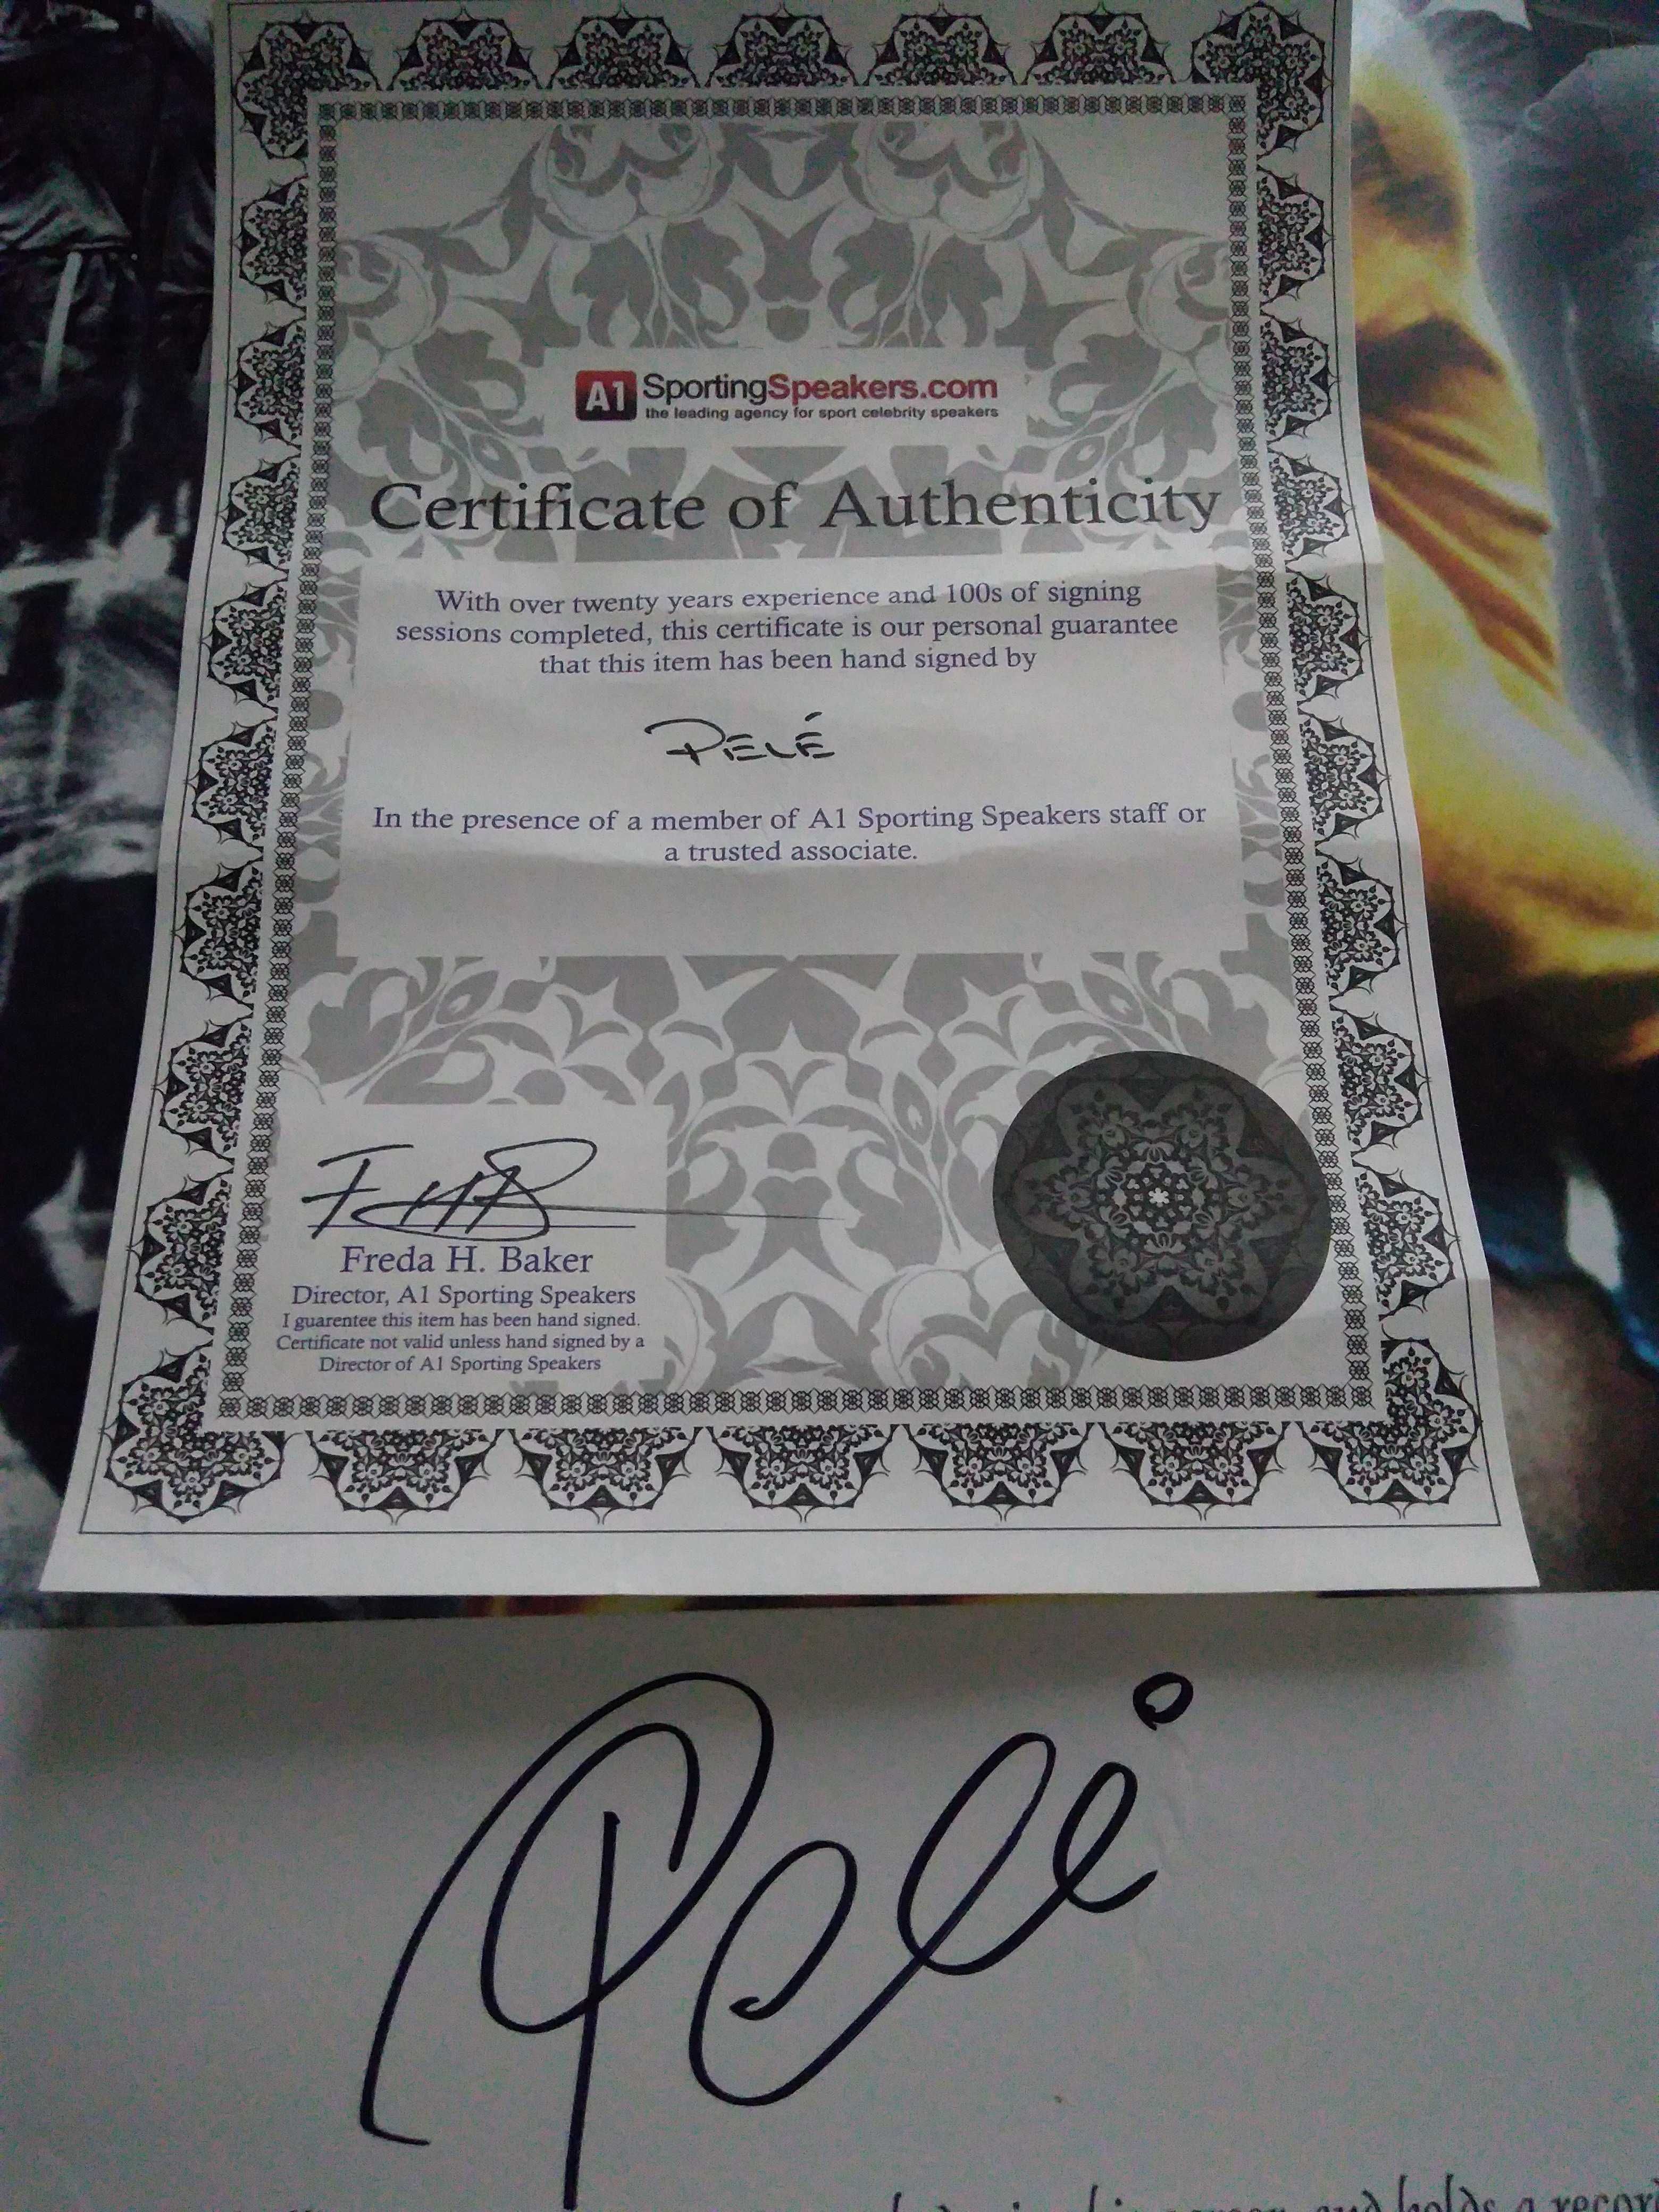 A1 SportingSpeakers.com
the leading agency for sport celebrity speakers
Certificate of Authenticity
With over twenty years experience and 100s of signing
sessions completed, this certificate is our personal guarantee
that this item has been hand signed by
PELÉ
In the presence of a member of A1 Sporting Speakers staff or
a trusted associate.
FHB
Freda H. Baker
Director, A1 Sporting Speakers
I guarentee this item has been hand signed.
Certificate not valid unless hand signed by a
Director of A1 Sporting Speakers
Pelé
career and holds a record